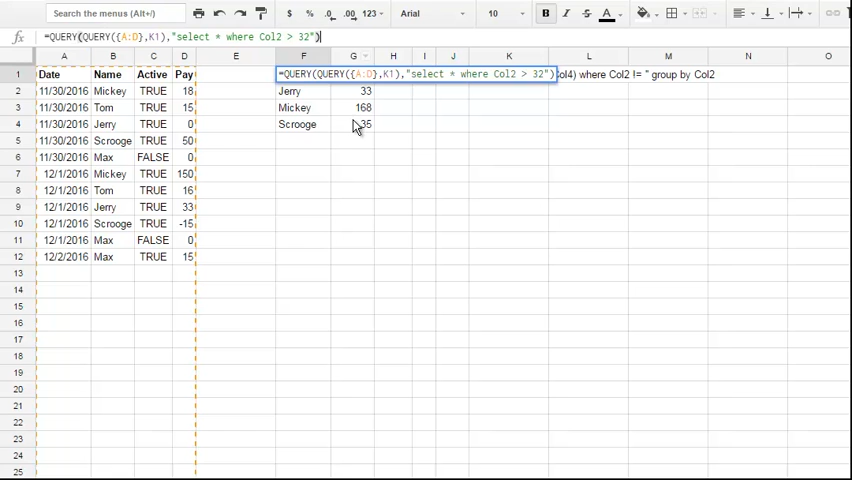 Search the menus (Alt+/) $ % .0 .00 123 Arial 10 B I S A
fx =QUERY(QUERY({A:D},K1),"select * where Col2 > 32")
A B C D E F G H I J K L M N O
1 Date Name Active Pay =QUERY(QUERY({A:D},K1),"select * where Col2 > 32") Col4) where Col2 != '' group by Col2
2 11/30/2016 Mickey TRUE 18 Jerry 33
3 11/30/2016 Tom TRUE 15 Mickey 168
4 11/30/2016 Jerry TRUE 0 Scrooge 35
5 11/30/2016 Scrooge TRUE 50
6 11/30/2016 Max FALSE 0
7 12/1/2016 Mickey TRUE 150
8 12/1/2016 Tom TRUE 16
9 12/1/2016 Jerry TRUE 33
10 12/1/2016 Scrooge TRUE -15
11 12/1/2016 Max FALSE 0
12 12/2/2016 Max TRUE 15
13
14
15
16
17
18
19
20
21
22
23
24
25